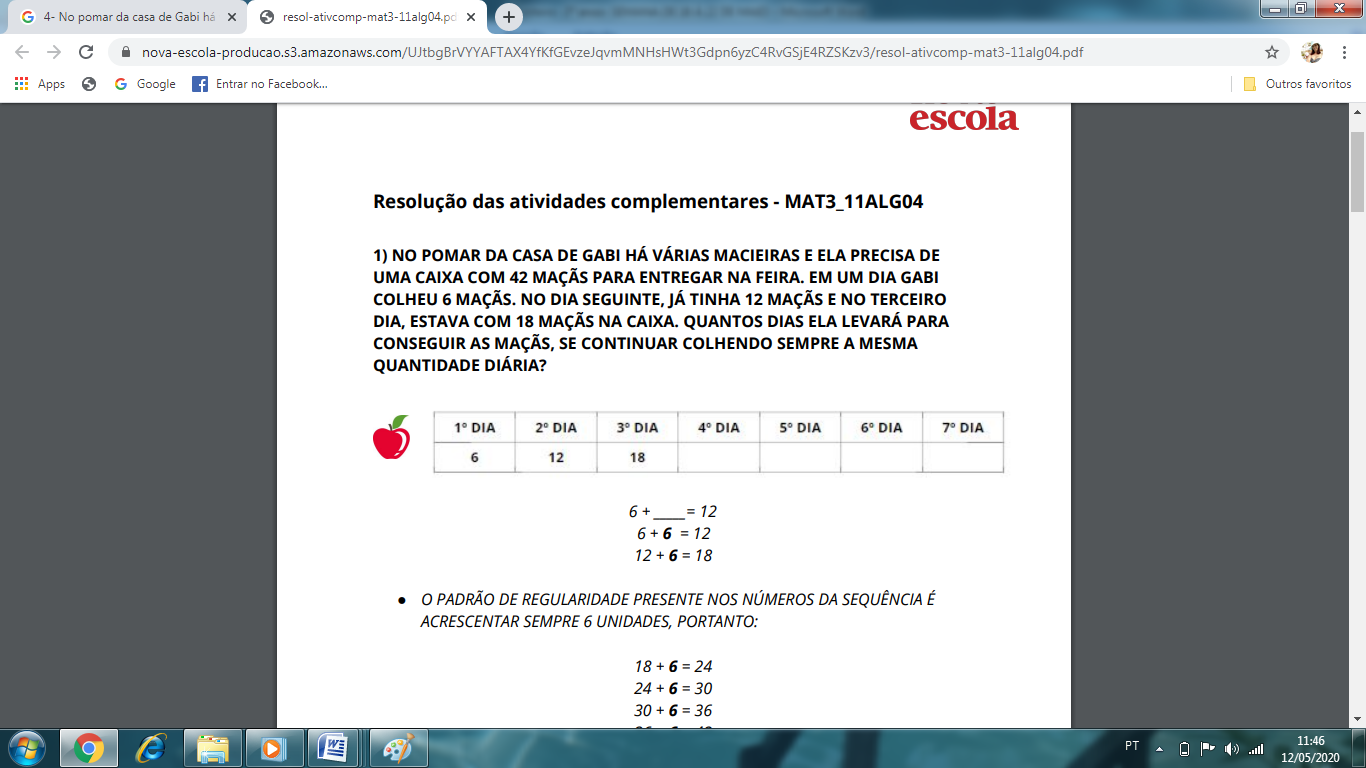 4- No pomar da casa de Gabi há
resol-ativcomp-mat3-11alg04.pd
nova-escola-producao.s3.amazonaws.com/UJtbgBrVYYAFTAX4YfKfGEvzeJqvmMNHsHWt3Gdpn6yzC4RvGSjE4RZSKzv3/resol-ativcomp-mat3-11alg04.pdf
Apps Google Entrar no Facebook... Outros favoritos
escola
Resolução das atividades complementares - MAT3_11ALG04
1) NO POMAR DA CASA DE GABI HÁ VÁRIAS MACIEIRAS E ELA PRECISA DE
UMA CAIXA COM 42 MAÇÃS PARA ENTREGAR NA FEIRA. EM UM DIA GABI
COLHEU 6 MAÇÃS. NO DIA SEGUINTE, JÁ TINHA 12 MAÇÃS E NO TERCEIRO
DIA, ESTAVA COM 18 MAÇÃS NA CAIXA. QUANTOS DIAS ELA LEVARÁ PARA
CONSEGUIR AS MAÇÃS, SE CONTINUAR COLHENDO SEMPRE A MESMA
QUANTIDADE DIÁRIA?
1º DIA 2º DIA 3º DIA 4º DIA 5º DIA 6º DIA 7º DIA
6 12 18
6 + ____= 12
6 + 6 = 12
12 + 6 = 18
● O PADRÃO DE REGULARIDADE PRESENTE NOS NÚMEROS DA SEQUÊNCIA É
ACRESCENTAR SEMPRE 6 UNIDADES, PORTANTO:
18 + 6 = 24
24 + 6 = 30
30 + 6 = 36
PT
11:46
12/05/2020